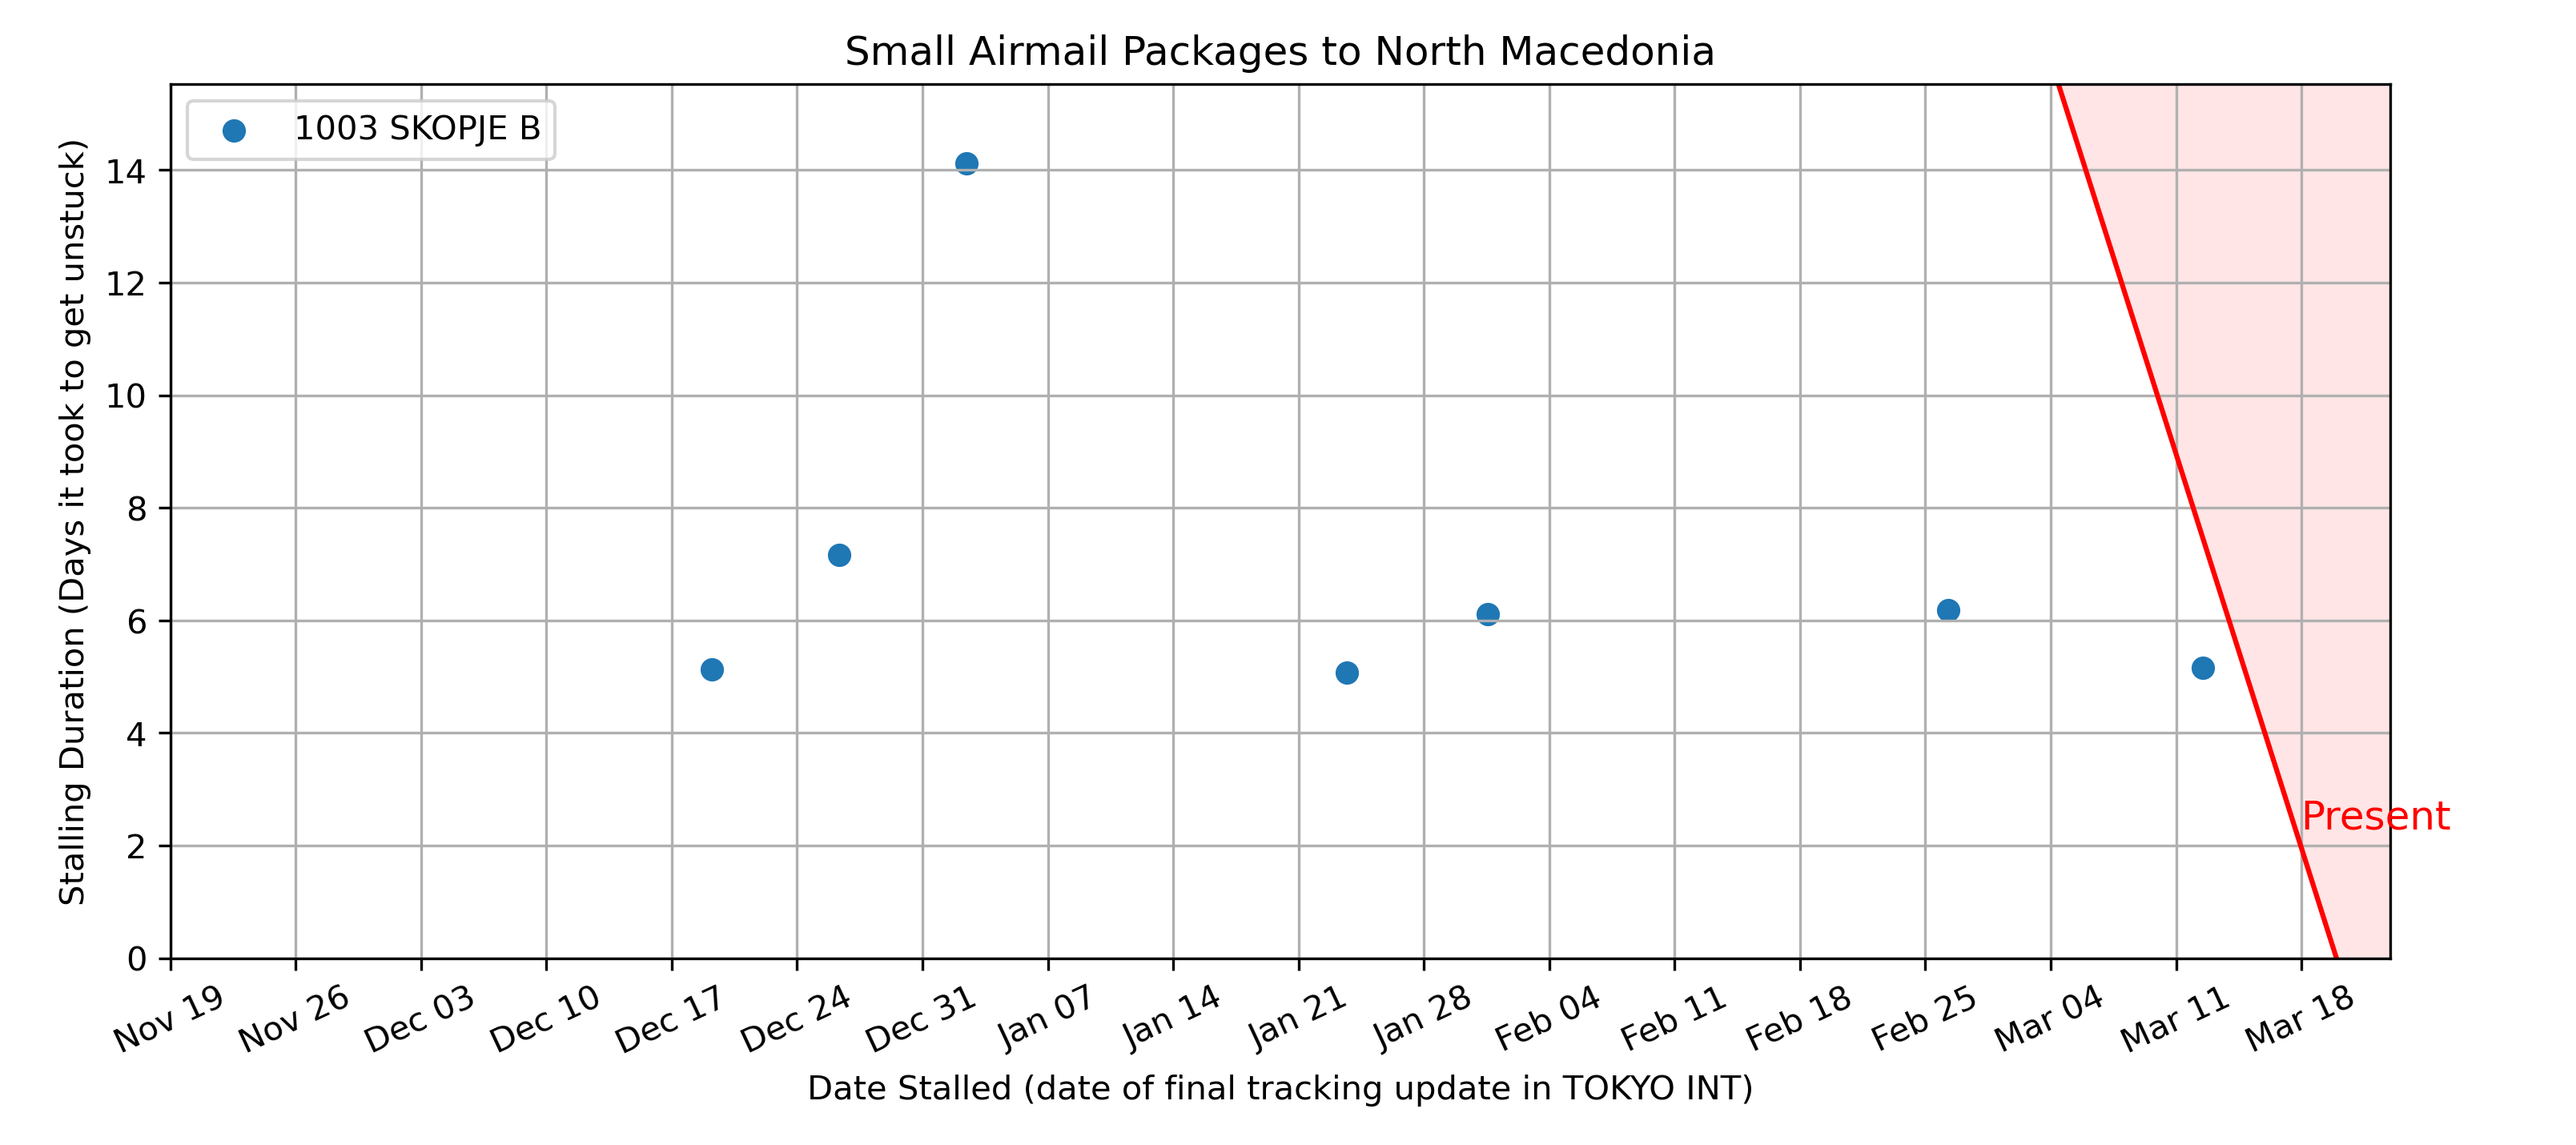 Small Airmail Packages to North Macedonia
1003 SKOPJE B
Stalling Duration (Days it took to get unstuck)
14
12
10
8
6
4
2
0
Present
Nov 19 Nov 26 Dec 03 Dec 10 Dec 17 Dec 24 Dec 31 Jan 07 Jan 14 Jan 21 Jan 28 Feb 04 Feb 11 Feb 18 Feb 25 Mar 04 Mar 11 Mar 18
Date Stalled (date of final tracking update in TOKYO INT)